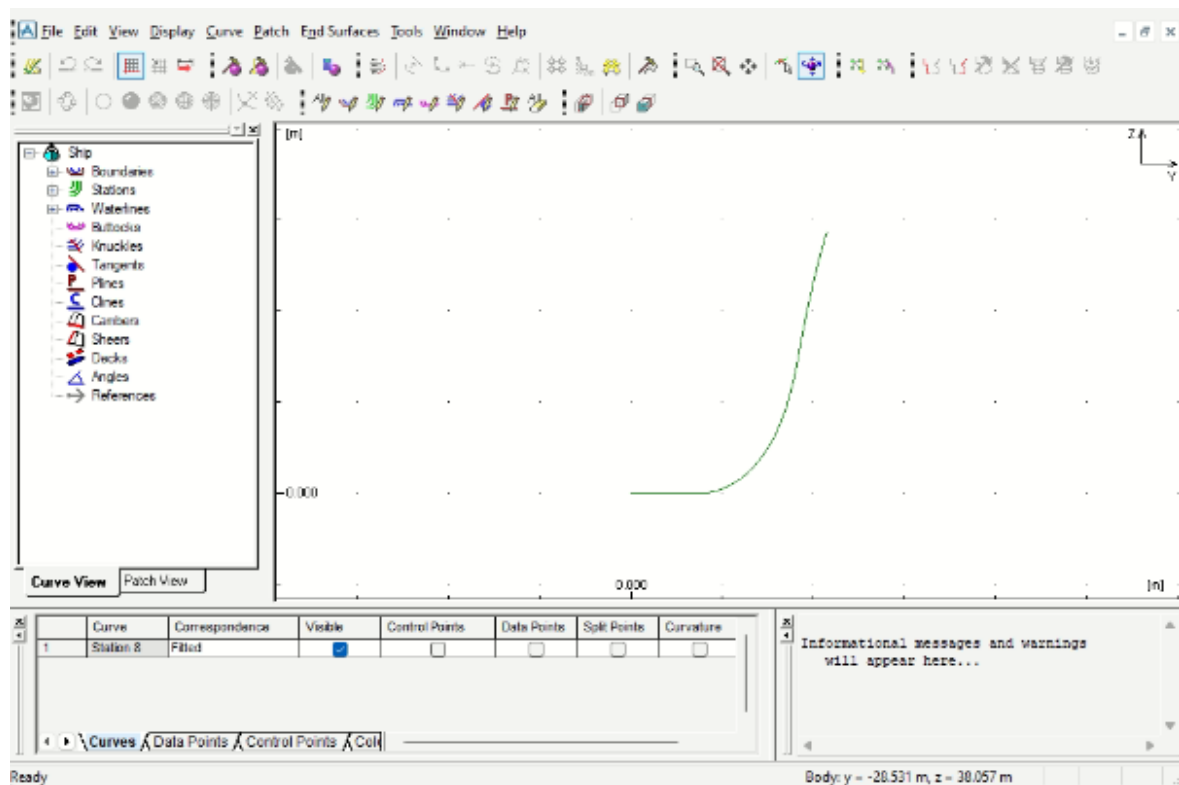 File Edit View Display Curve Patch End Surfaces Tools Window Help
Ship
Boundaries
Stations
Waterlines
Buttocks
Knuckles
Tangents
Plines
Clines
Cambers
Sheers
Decks
Angles
References
Curve View Patch View
[m]
Z
Y
0.000
0.000 [m]
Curve Correspondence Visible Control Points Data Points Split Points Curvature
1 Station 8 Fitted
Curves Data Points Control Points
Informational messages and warnings
will appear here...
Ready Body: y = -28.531 m, z = 38.057 m